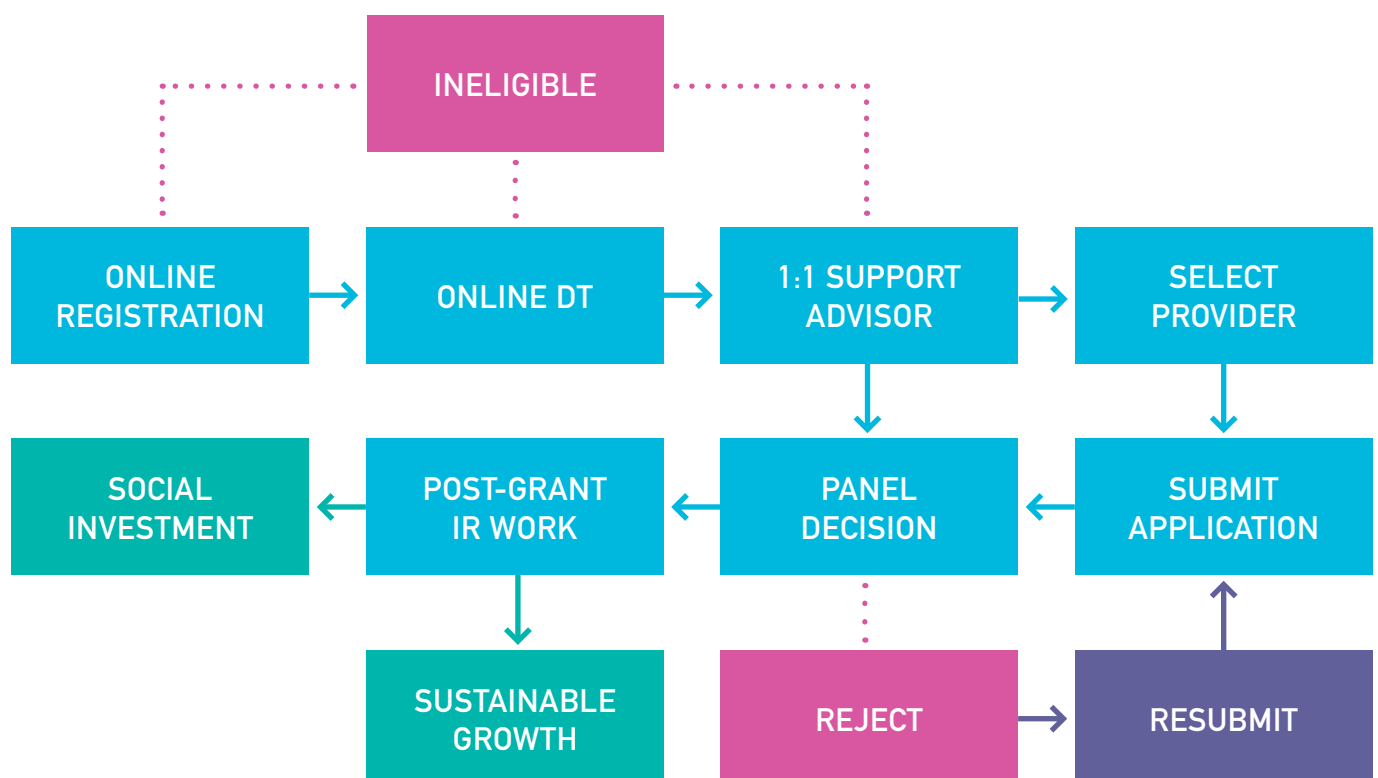 INELIGIBLE
ONLINE
REGISTRATION
ONLINE DT
1:1 SUPPORT
ADVISOR
SELECT
PROVIDER
SOCIAL
INVESTMENT
POST-GRANT
IR WORK
PANEL
DECISION
SUBMIT
APPLICATION
SUSTAINABLE
GROWTH
REJECT
RESUBMIT